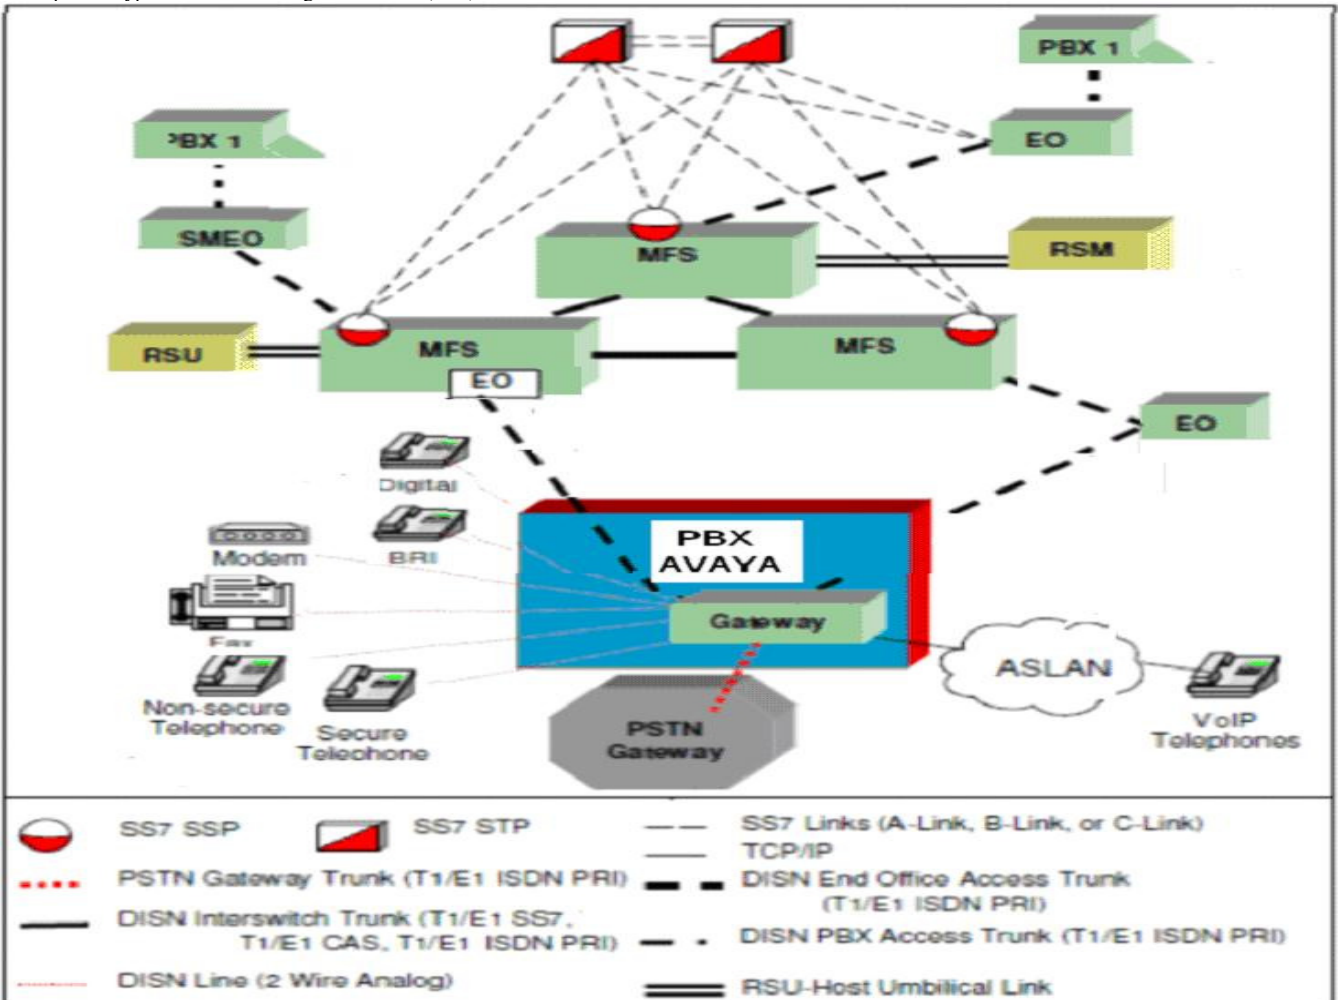 PBX 1
EO
PBX 1
SMEO
MFS
RSM
RSU
MFS
EO
MFS
EO
Digital
BRI
Modem
Fax
Non-secure
Telephone
Secure
Telephone
PBX
AVAYA
Gateway
PSTN
Gateway
ASLAN
VoIP
Telephones
SS7 SSP
SS7 STP
SS7 Links (A-Link, B-Link, or C-Link)
TCP/IP
PSTN Gateway Trunk (T1/E1 ISDN PRI)
DISN End Office Access Trunk
(T1/E1 ISDN PRI)
DISN Interswitch Trunk (T1/E1 SS7,
T1/E1 CAS, T1/E1 ISDN PRI)
DISN PBX Access Trunk (T1/E1 ISDN PRI)
DISN Line (2 Wire Analog)
RSU-Host Umbilical Link